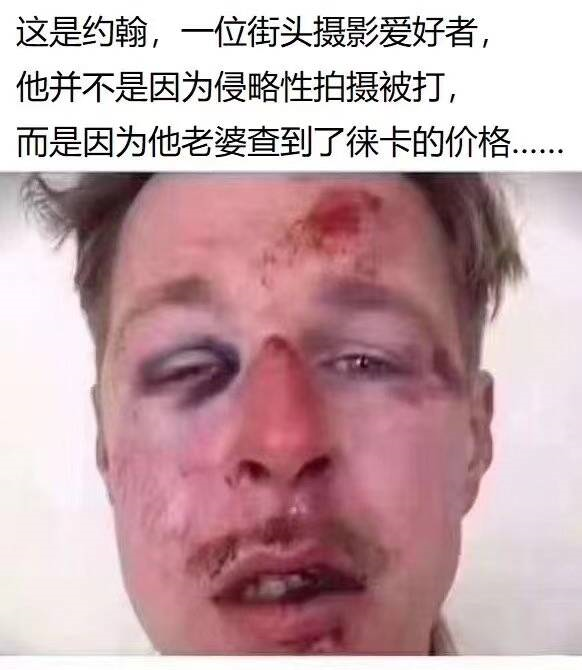 这是约翰，一位街头摄影爱好者，
他并不是因为侵略性拍摄被打，
而是因为他老婆查到了徕卡的价格……